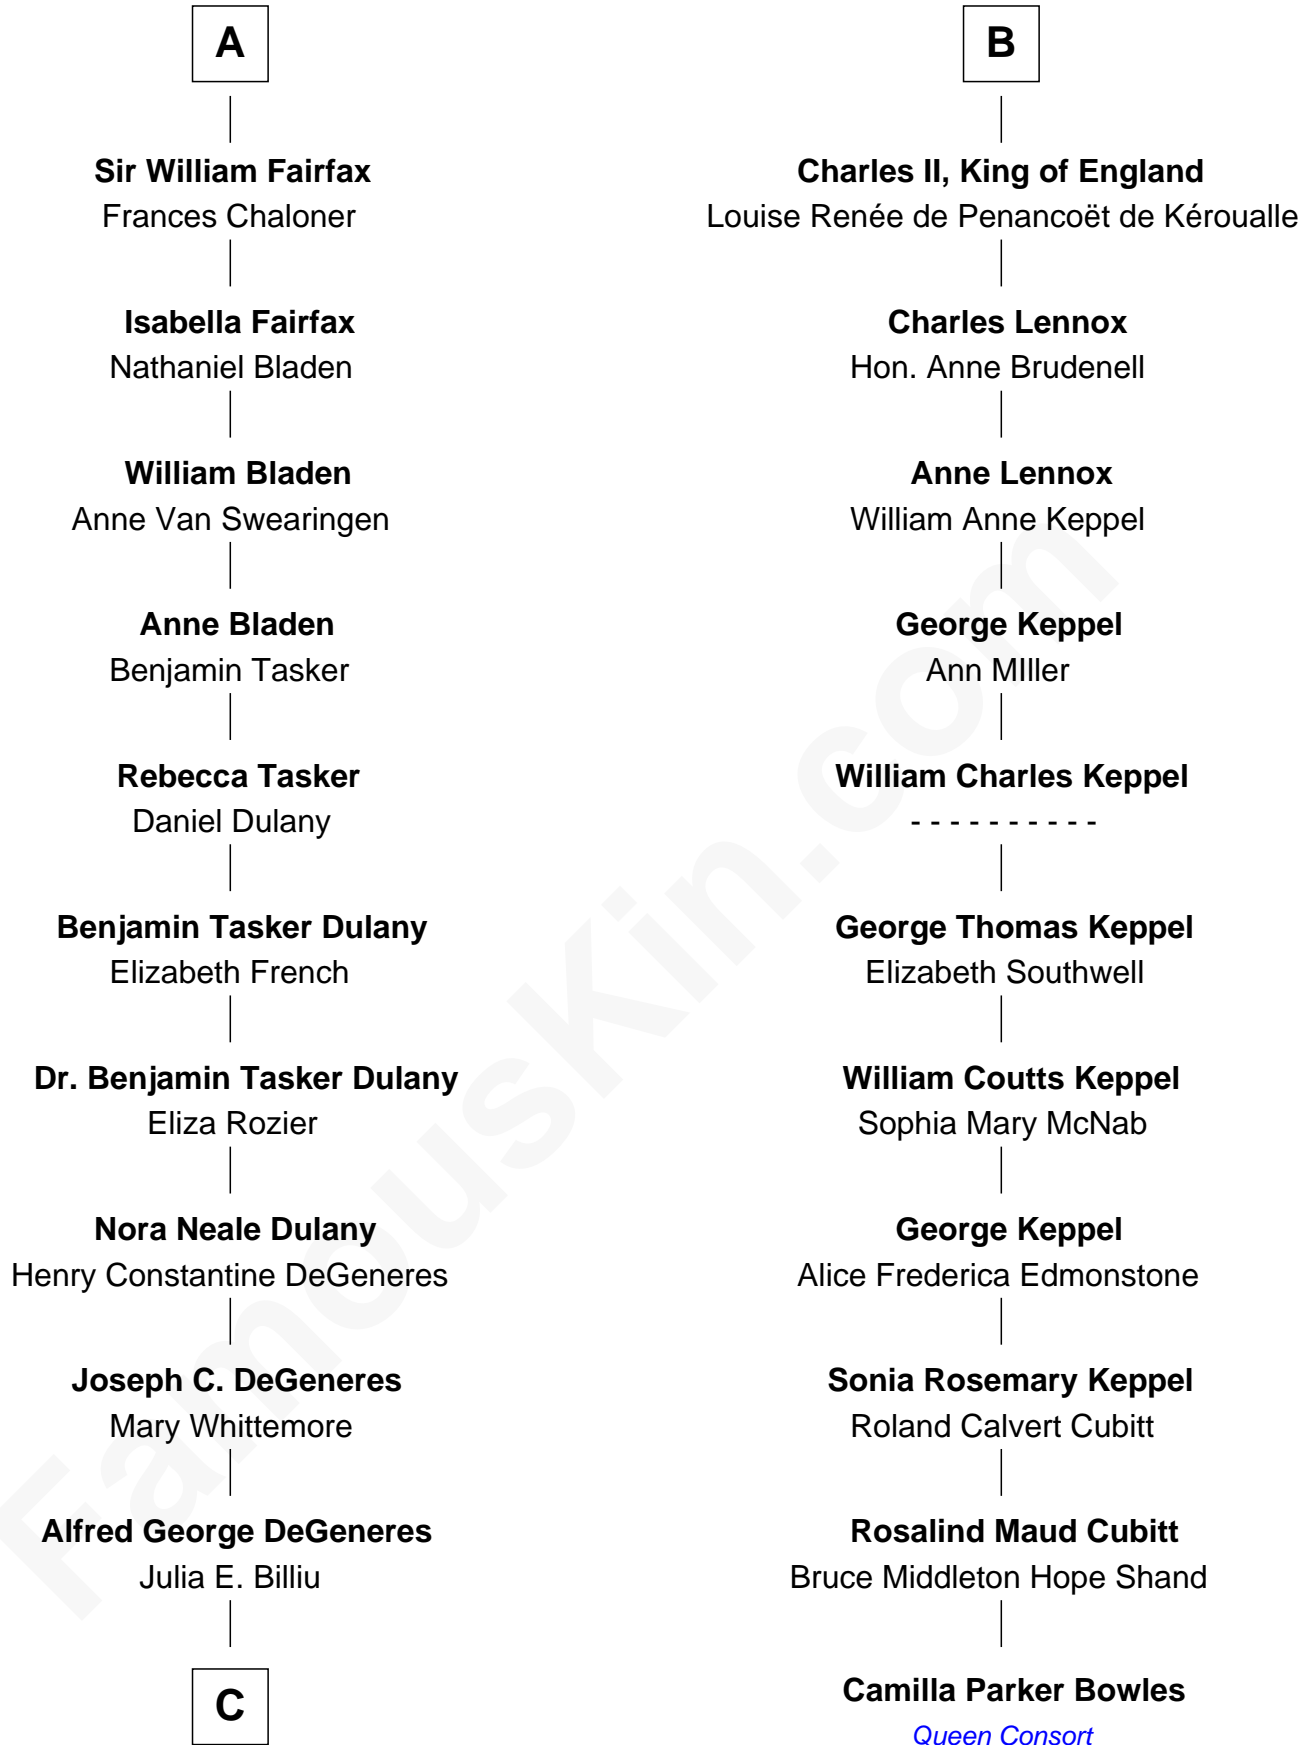 A
Sir William Fairfax
Frances Chaloner
Isabella Fairfax
Nathaniel Bladen
William Bladen
Anne Van Swearingen
Anne Bladen
Benjamin Tasker
Rebecca Tasker
Daniel Dulany
Benjamin Tasker Dulany
Elizabeth French
Dr. Benjamin Tasker Dulany
Eliza Rozier
Nora Neale Dulany
Henry Constantine DeGeneres
Joseph C. DeGeneres
Mary Whittemore
Alfred George DeGeneres
Julia E. Billiu
C
B
Charles II, King of England
Louise Renée de Penancoët de Kéroualle
Charles Lennox
Hon. Anne Brudenell
Anne Lennox
William Anne Keppel
George Keppel
Ann MIller
William Charles Keppel
- - - - - - - - - -
George Thomas Keppel
Elizabeth Southwell
William Coutts Keppel
Sophia Mary McNab
George Keppel
Alice Frederica Edmonstone
Sonia Rosemary Keppel
Roland Calvert Cubitt
Rosalind Maud Cubitt
Bruce Middleton Hope Shand
Camilla Parker Bowles
Queen Consort
FamousKin.com